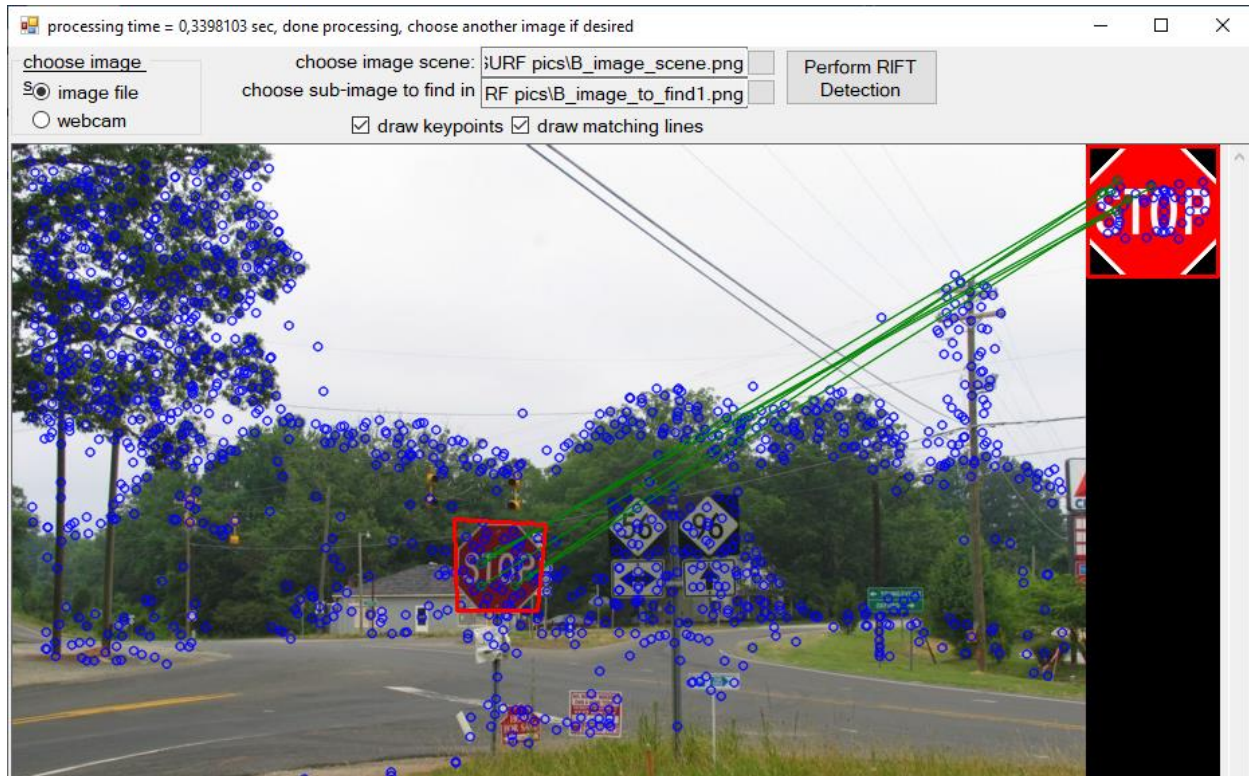 processing time = 0,3398103 sec, done processing, choose another image if desired
choose image
choose image scene:
SURF pics\B_image_scene.png
Perform RIFT
Detection
S
image file
choose sub-image to find in
RF pics\B_image_to_find1.png
webcam
draw keypoints
draw matching lines
STOP
STOP
50
96